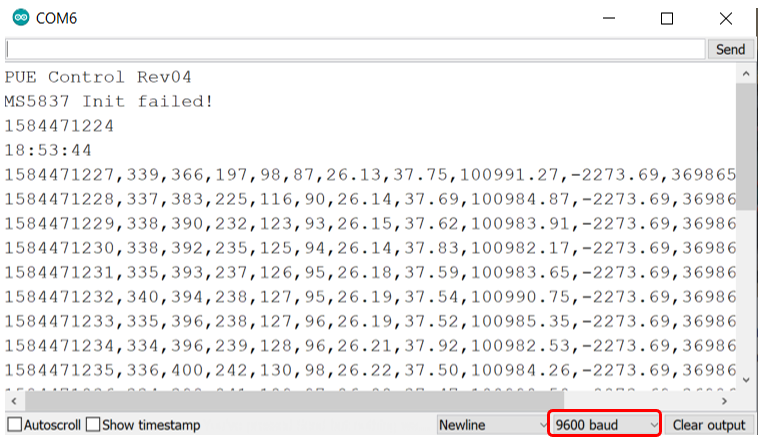 COM6
Send
PUE Control Rev04
MS5837 Init failed!
1584471224
18:53:44
1584471227,339,366,197,98,87,26.13,37.75,100991.27,-2273.69,369865
1584471228,337,383,225,116,90,26.14,37.69,100984.87,-2273.69,36986
1584471229,338,390,232,123,93,26.15,37.62,100983.91,-2273.69,36986
1584471230,338,392,235,125,94,26.14,37.83,100982.17,-2273.69,36986
1584471231,335,393,237,126,95,26.18,37.59,100983.65,-2273.69,36986
1584471232,340,394,238,127,95,26.19,37.54,100990.75,-2273.69,36986
1584471233,335,396,238,127,96,26.19,37.52,100985.35,-2273.69,36986
1584471234,334,396,239,128,96,26.21,37.92,100982.53,-2273.69,36986
1584471235,336,400,242,130,98,26.22,37.50,100984.26,-2273.69,36986
Autoscroll Show timestamp Newline 9600 baud Clear output